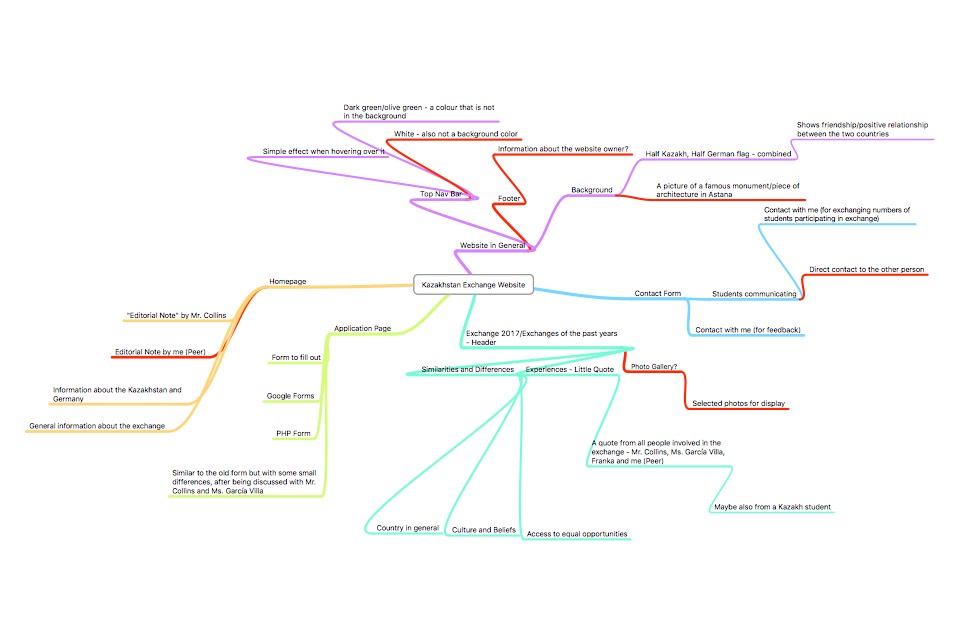 Dark green/olive green - a colour that is not
in the background
White - also not a background color
Simple effect when hovering over it
Top Nav Bar
Information about the website owner?
Footer
Website in General
Background
Half Kazakh, Half German flag - combined
Shows friendship/positive relationship
between the two countries
A picture of a famous monument/piece of
architecture in Astana
Kazakhstan Exchange Website
Contact Form
Students communicating
Contact with me (for exchanging numbers of
students participating in exchange)
Direct contact to the other person
Contact with me (for feedback)
Homepage
"Editorial Note" by Mr. Collins
Editorial Note by me (Peer)
Information about the Kazakhstan and
Germany
General information about the exchange
Application Page
Form to fill out
Google Forms
PHP Form
Similar to the old form but with some small
differences, after being discussed with Mr.
Collins and Ms. García Villa
Exchange 2017/Exchanges of the past years
- Header
Similarities and Differences
Experiences - Little Quote
Photo Gallery?
Selected photos for display
A quote from all people involved in the
exchange - Mr. Collins, Ms. García Villa,
Franka and me (Peer)
Maybe also from a Kazakh student
Country in general
Culture and Beliefs
Access to equal opportunities